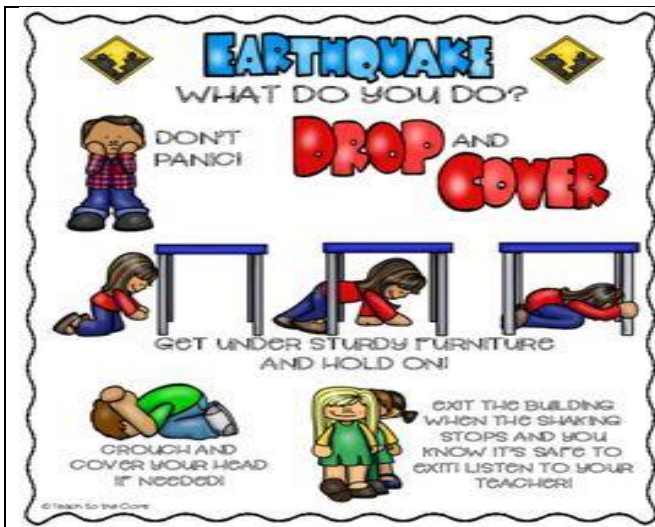 EARTHQUAKE
WHAT DO YOU DO?
DON'T
PANIC!
DROP AND
COVER
GET UNDER STURDY FURNITURE
AND HOLD ON!
CROUCH AND
COVER YOUR HEAD
IF NEEDED!
EXIT THE BUILDING
WHEN THE SHAKING
STOPS AND YOU
KNOW IT'S SAFE TO
EXIT! LISTEN TO YOUR
TEACHER!
© Teach to the Core